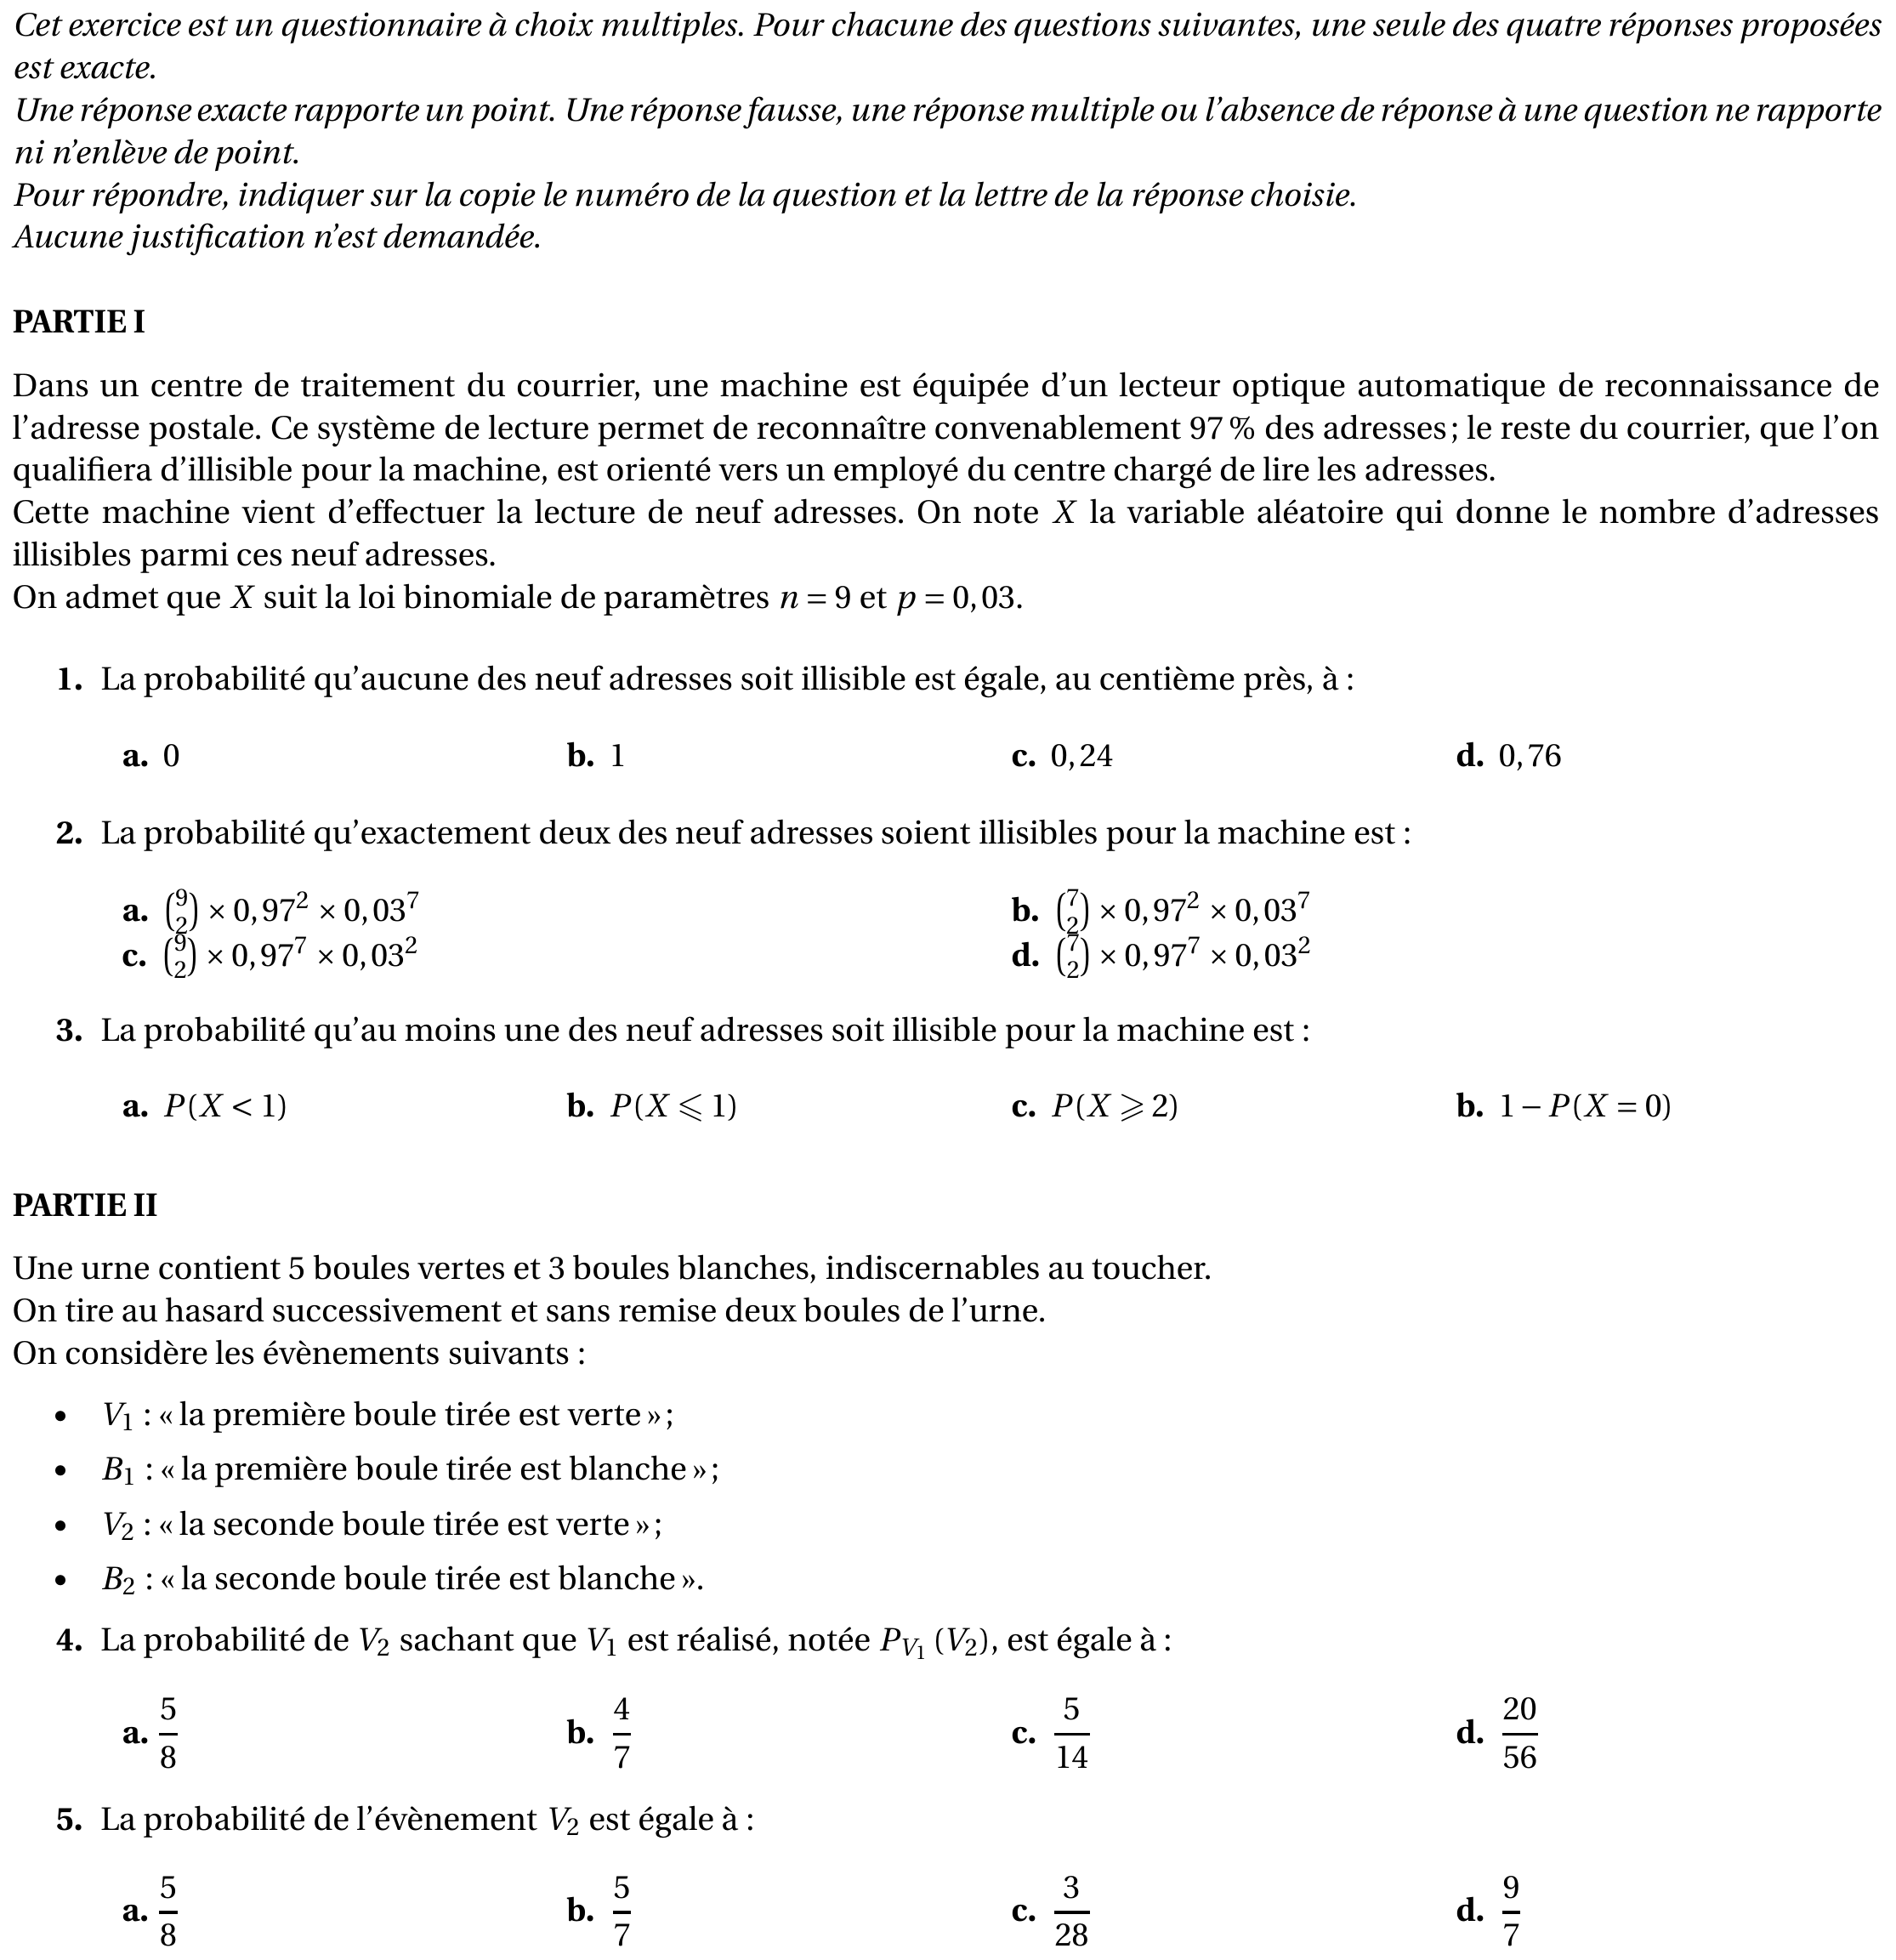 Cet exercice est un questionnaire à choix multiples. Pour chacune des questions suivantes, une seule des quatre réponses proposées
est exacte.
Une réponse exacte rapporte un point. Une réponse fausse, une réponse multiple ou l'absence de réponse à une question ne rapporte
ni n'enlève de point.
Pour répondre, indiquer sur la copie le numéro de la question et la lettre de la réponse choisie.
Aucune justification n'est demandée.
PARTIE I
Dans un centre de traitement du courrier, une machine est équipée d'un lecteur optique automatique de reconnaissance de
l'adresse postale. Ce système de lecture permet de reconnaître convenablement 97 % des adresses ; le reste du courrier, que l'on
qualifiera d'illisible pour la machine, est orienté vers un employé du centre chargé de lire les adresses.
Cette machine vient d'effectuer la lecture de neuf adresses. On note X la variable aléatoire qui donne le nombre d'adresses
illisibles parmi ces neuf adresses.
On admet que X suit la loi binomiale de paramètres n = 9 et p = 0,03.
1. La probabilité qu'aucune des neuf adresses soit illisible est égale, au centième près, à :
a. 0 b. 1 c. 0,24 d. 0,76
2. La probabilité qu'exactement deux des neuf adresses soient illisibles pour la machine est :
a. $\binom{9}{2} \times 0,97^2 \times 0,03^7$ b. $\binom{7}{2} \times 0,97^2 \times 0,03^7$
c. $\binom{9}{2} \times 0,97^7 \times 0,03^2$ d. $\binom{7}{2} \times 0,97^7 \times 0,03^2$
3. La probabilité qu'au moins une des neuf adresses soit illisible pour la machine est :
a. P(X < 1) b. P(X ⩽ 1) c. P(X ⩾ 2) b. 1 − P(X = 0)
PARTIE II
Une urne contient 5 boules vertes et 3 boules blanches, indiscernables au toucher.
On tire au hasard successivement et sans remise deux boules de l'urne.
On considère les évènements suivants :
• $V_1$ : « la première boule tirée est verte » ;
• $B_1$ : « la première boule tirée est blanche » ;
• $V_2$ : « la seconde boule tirée est verte » ;
• $B_2$ : « la seconde boule tirée est blanche ».
4. La probabilité de $V_2$ sachant que $V_1$ est réalisé, notée $P_{V_1}(V_2)$, est égale à :
a. $\frac{5}{8}$ b. $\frac{4}{7}$ c. $\frac{5}{14}$ d. $\frac{20}{56}$
5. La probabilité de l'évènement $V_2$ est égale à :
a. $\frac{5}{8}$ b. $\frac{5}{7}$ c. $\frac{3}{28}$ d. $\frac{9}{7}$